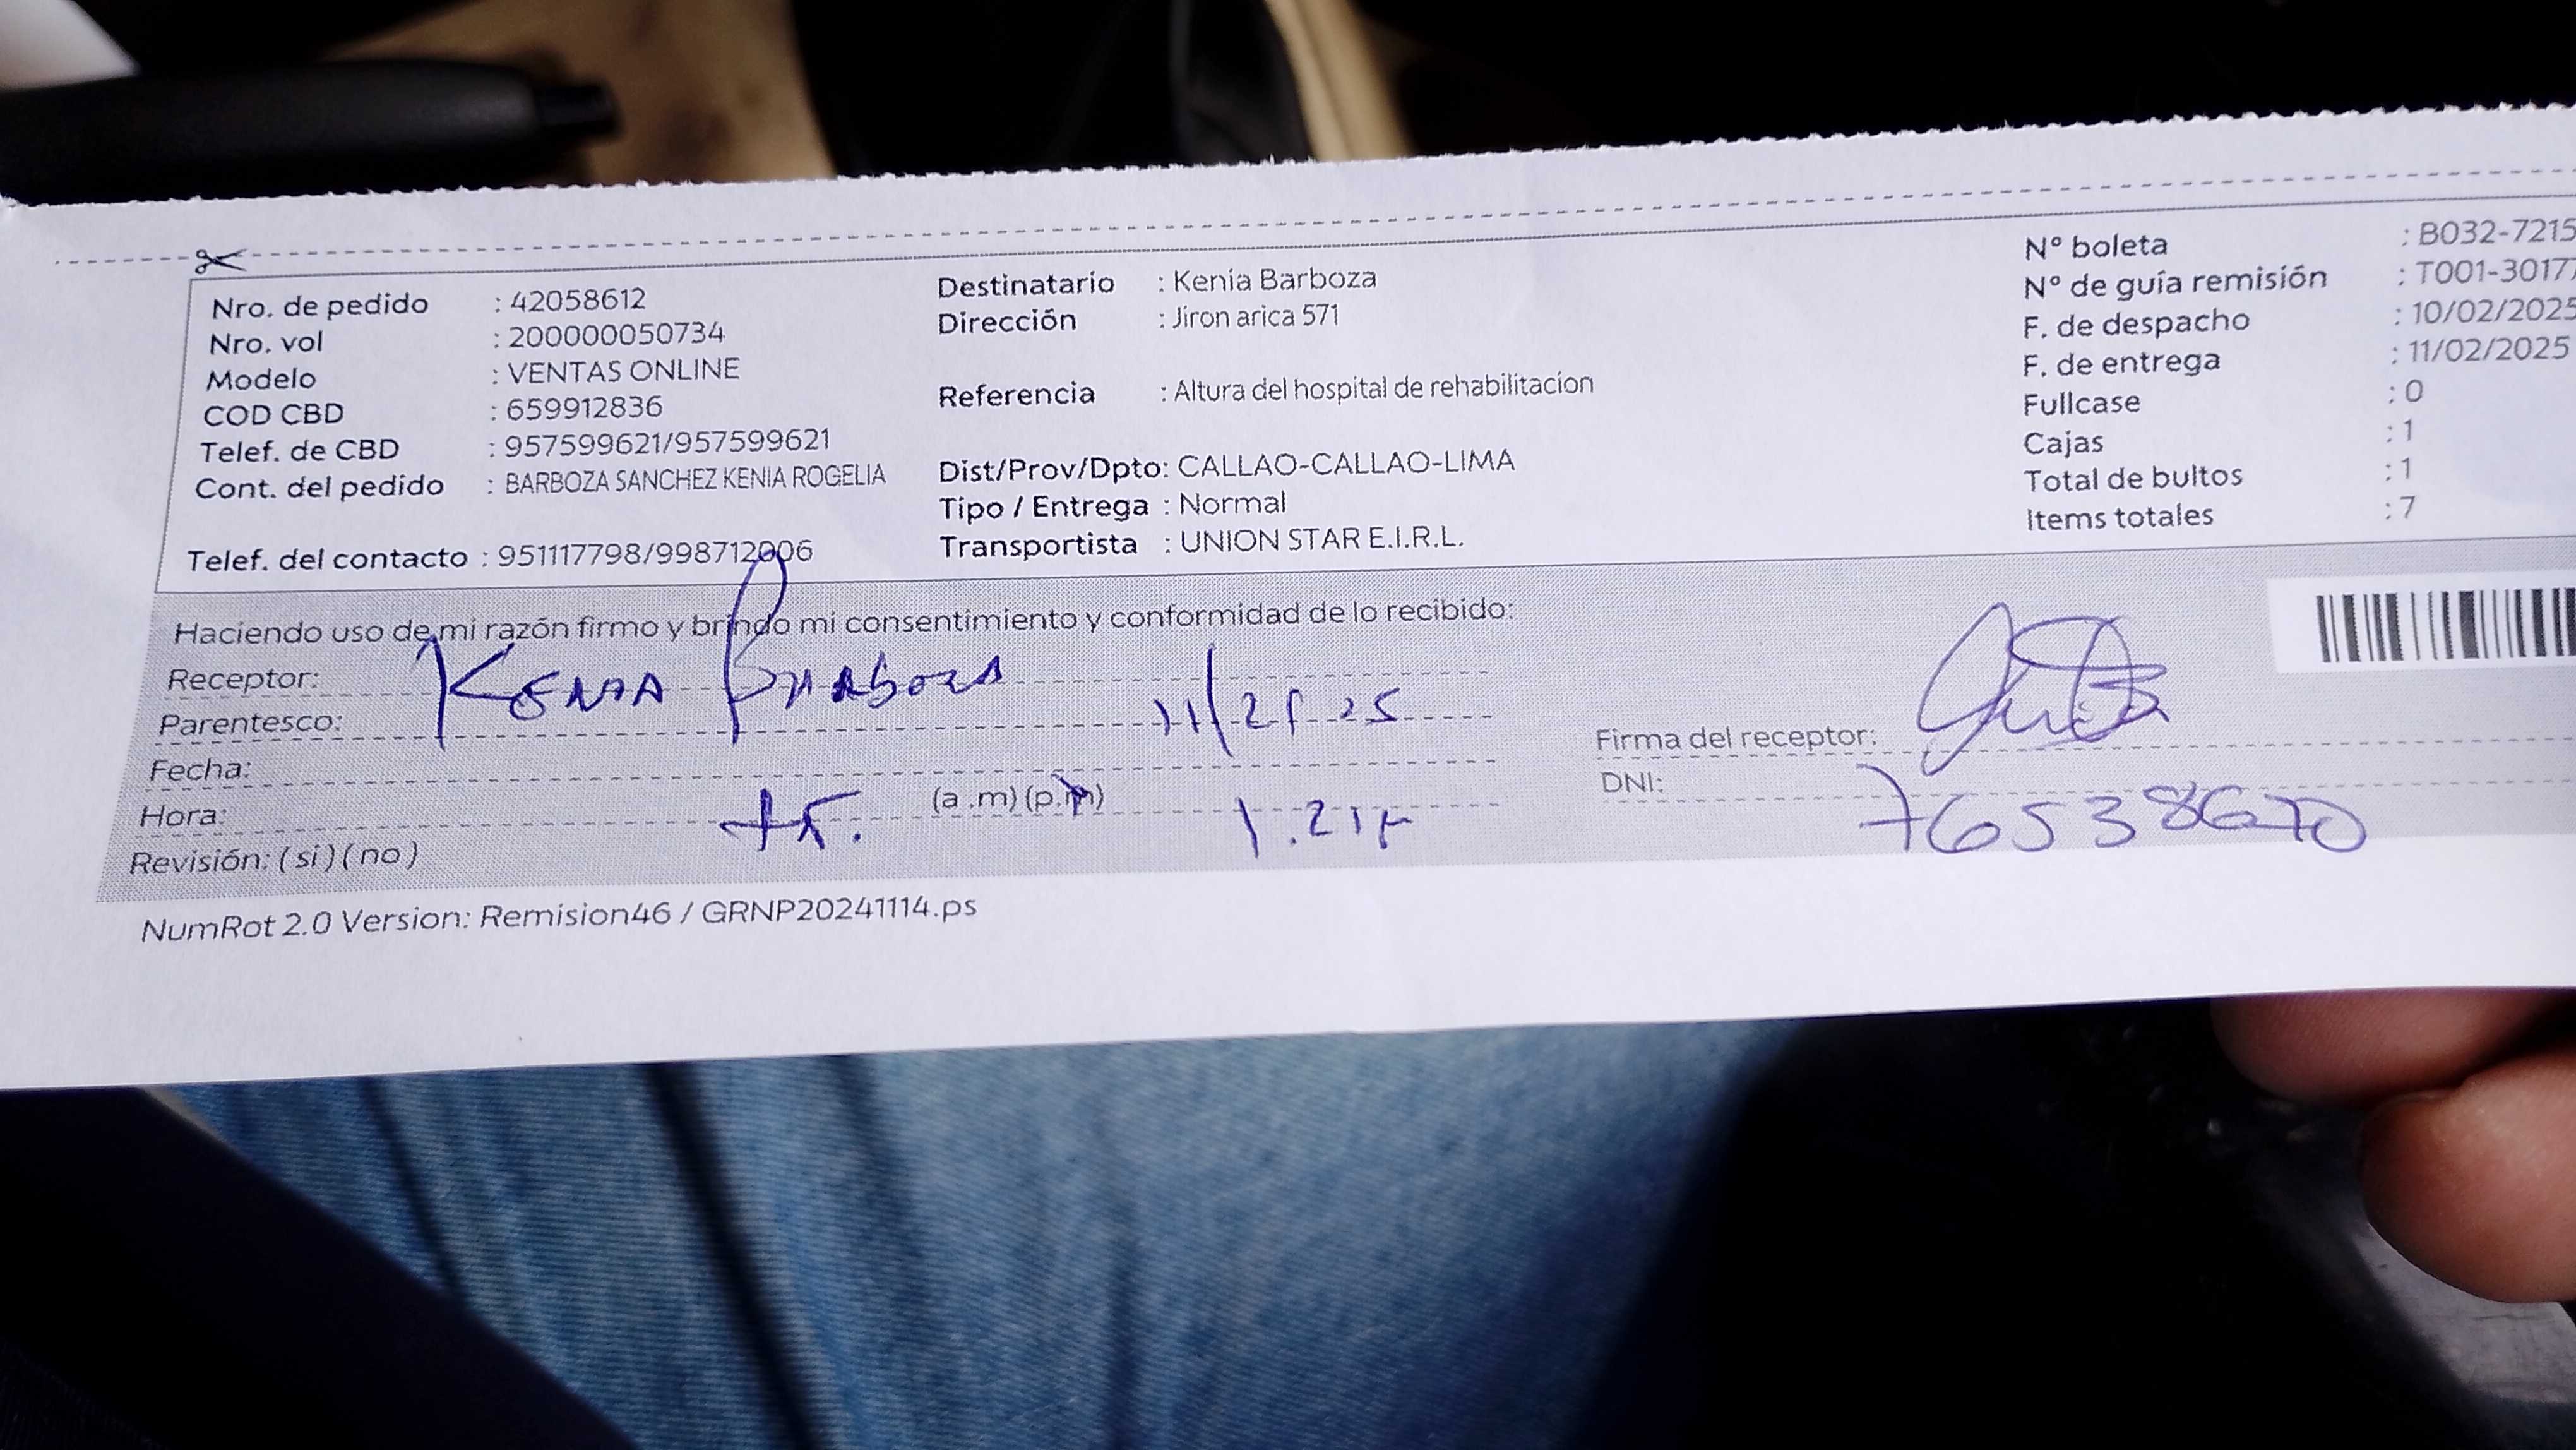 Nro. de pedido : 42058612
Nro. vol : 200000050734
Modelo : VENTAS ONLINE
COD CBD : 659912836
Telef. de CBD : 957599621/957599621
Cont. del pedido : BARBOZA SANCHEZ KENIA ROGELIA
Telef. del contacto : 951117798/998712006
Destinatario : Kenia Barboza
Dirección : Jiron arica 571
Referencia : Altura del hospital de rehabilitacion
Dist/Prov/Dpto: CALLAO-CALLAO-LIMA
Tipo / Entrega : Normal
Transportista : UNION STAR E.I.R.L.
N° boleta : B032-7215
N° de guía remisión : T001-30177
F. de despacho : 10/02/2025
F. de entrega : 11/02/2025
Fullcase : 0
Cajas : 1
Total de bultos : 1
Items totales : 7
Haciendo uso de mi razón firmo y brindo mi consentimiento y conformidad de lo recibido:
Receptor: Kenia Barboza
Parentesco: 11/2/25
Fecha:
Hora: (a.m)(p.m)
Revisión: (si)(no)
Firma del receptor:
DNI: 76538670
NumRot 2.0 Version: Remision46 / GRNP20241114.ps